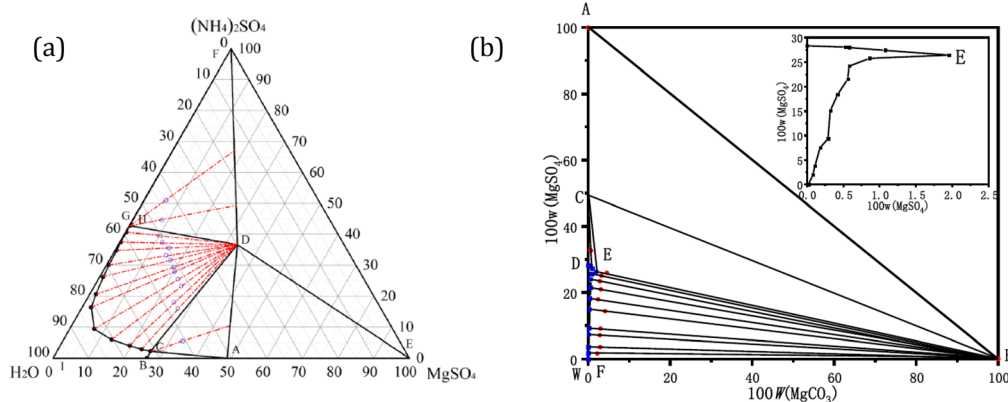 (a)
(NH4)2SO4
0 100
F
10 90
20 80
30 70
40 60
50 50
G H
60 40
D
70 30
80 20
90 10
E
100 I B J A 0
H2O 0 10 20 30 40 50 60 70 80 90 100 MgSO4
(b)
A
100
80
60
C
40
D E
20
0
W F
0 20 40 60 80 100
100w(MgSO4)
100W(MgCO3)
30
25
20
15
10
5
0
E
0.0 0.5 1.0 1.5 2.0 2.5
100w(MgSO4)
100w(MgSO4)